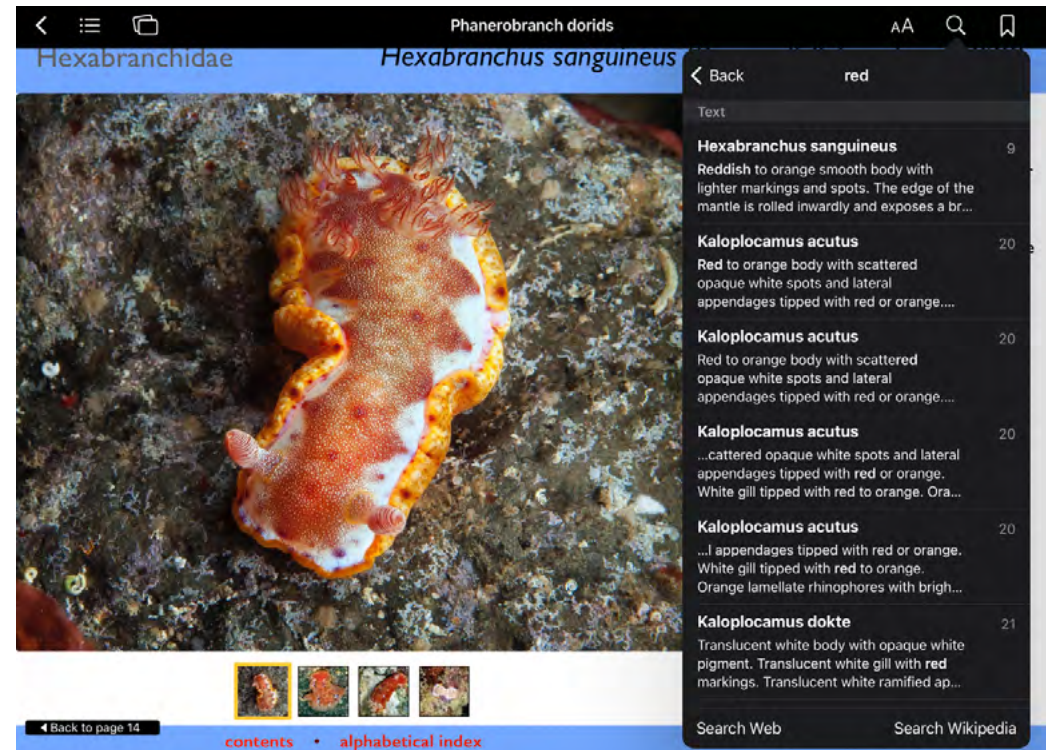 Phanerobranch dorids
AA
Hexabranchidae
Hexabranchus sanguineus
Back
red
Text
Hexabranchus sanguineus
9
Reddish to orange smooth body with
lighter markings and spots. The edge of the
mantle is rolled inwardly and exposes a br...
Kaloplocamus acutus
20
Red to orange body with scattered
opaque white spots and lateral
appendages tipped with red or orange....
Kaloplocamus acutus
20
Red to orange body with scattered
opaque white spots and lateral
appendages tipped with red or orange....
Kaloplocamus acutus
20
...cattered opaque white spots and lateral
appendages tipped with red or orange.
White gill tipped with red to orange. Ora...
Kaloplocamus acutus
20
...l appendages tipped with red or orange.
White gill tipped with red to orange.
Orange lamellate rhinophores with brigh...
Kaloplocamus dokte
21
Translucent white body with opaque white
pigment. Translucent white gill with red
markings. Translucent white ramified ap...
Search Web
Search Wikipedia
Back to page 14
contents • alphabetical index